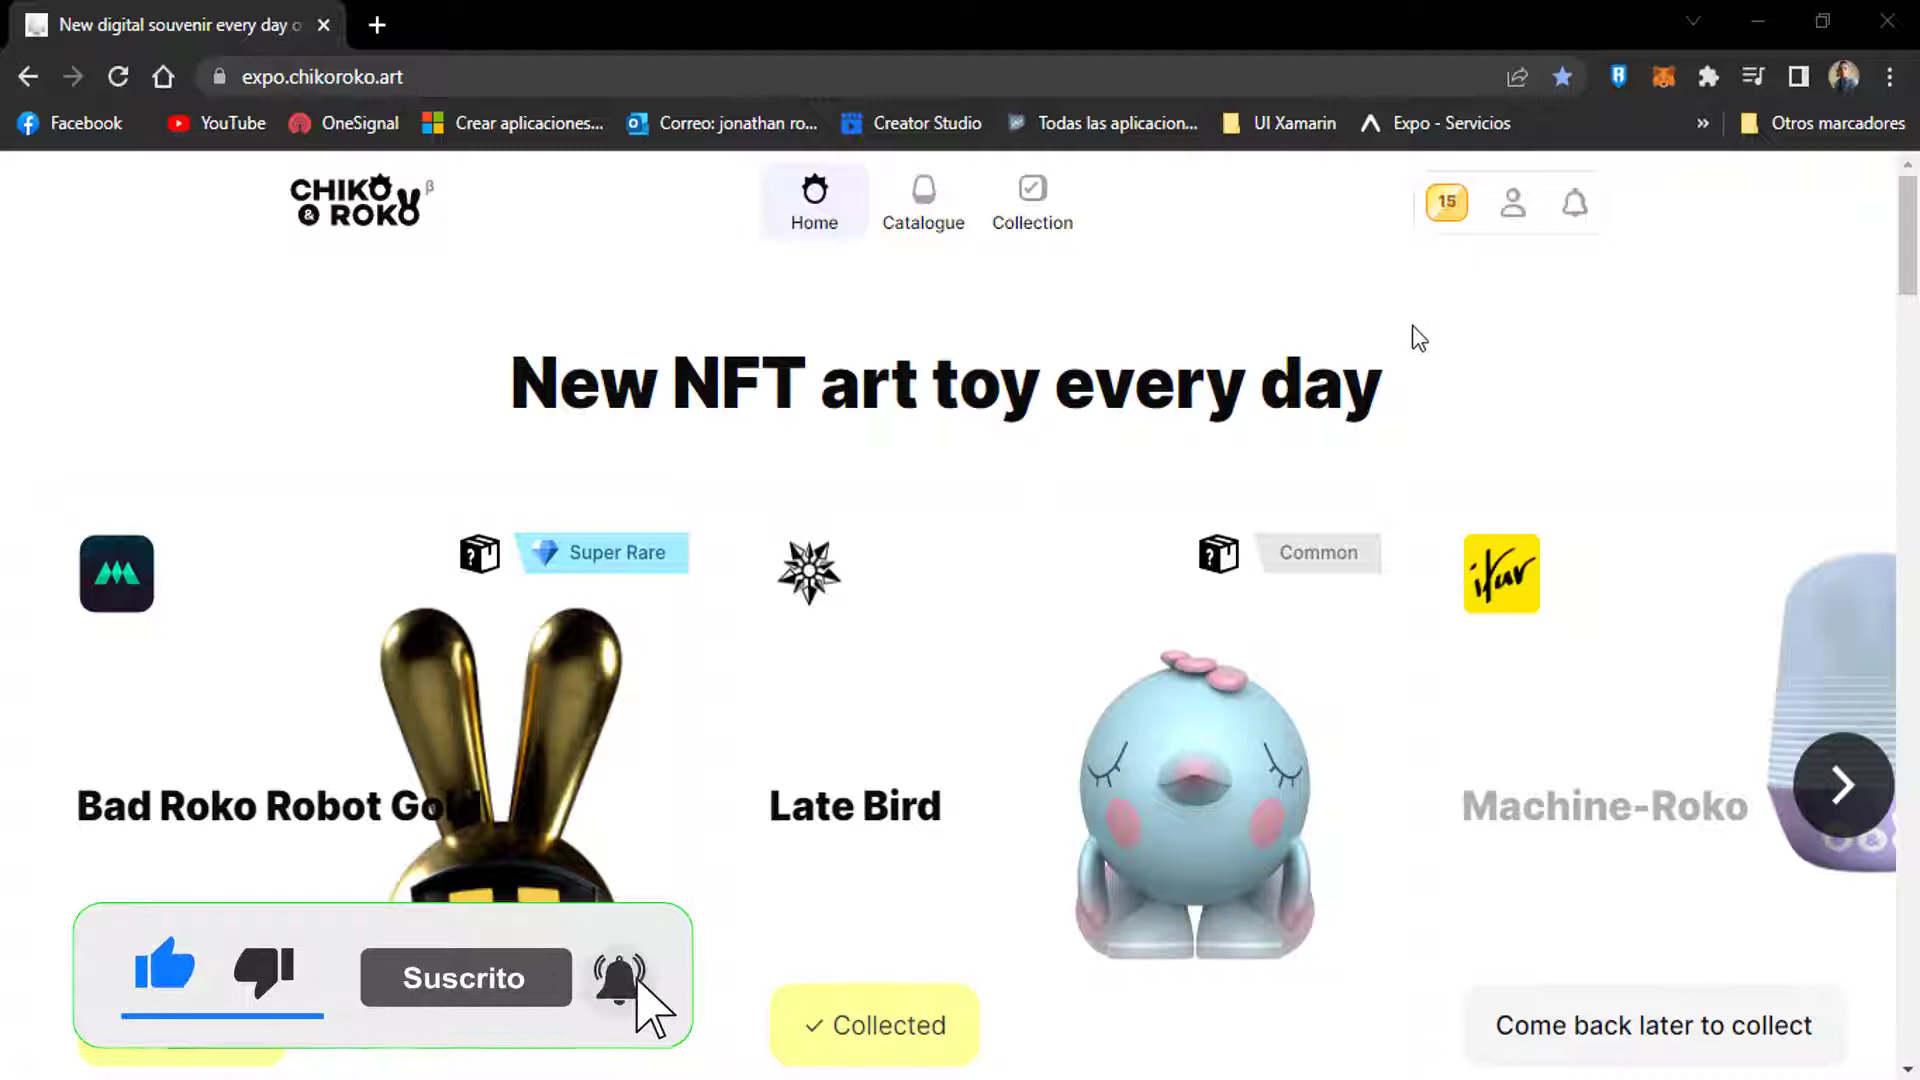 New digital souvenir every day o
expo.chikoroko.art
Facebook
YouTube
OneSignal
Crear aplicaciones...
Correo: jonathan ro...
Creator Studio
Todas las aplicacion...
UI Xamarin
Expo - Servicios
»
Otros marcadores
CHIKO
& ROKO
β
Home
Catalogue
Collection
15
New NFT art toy every day
Super Rare
Common
Bad Roko Robot Gold
Late Bird
Machine-Roko
Suscrito
Collected
Come back later to collect